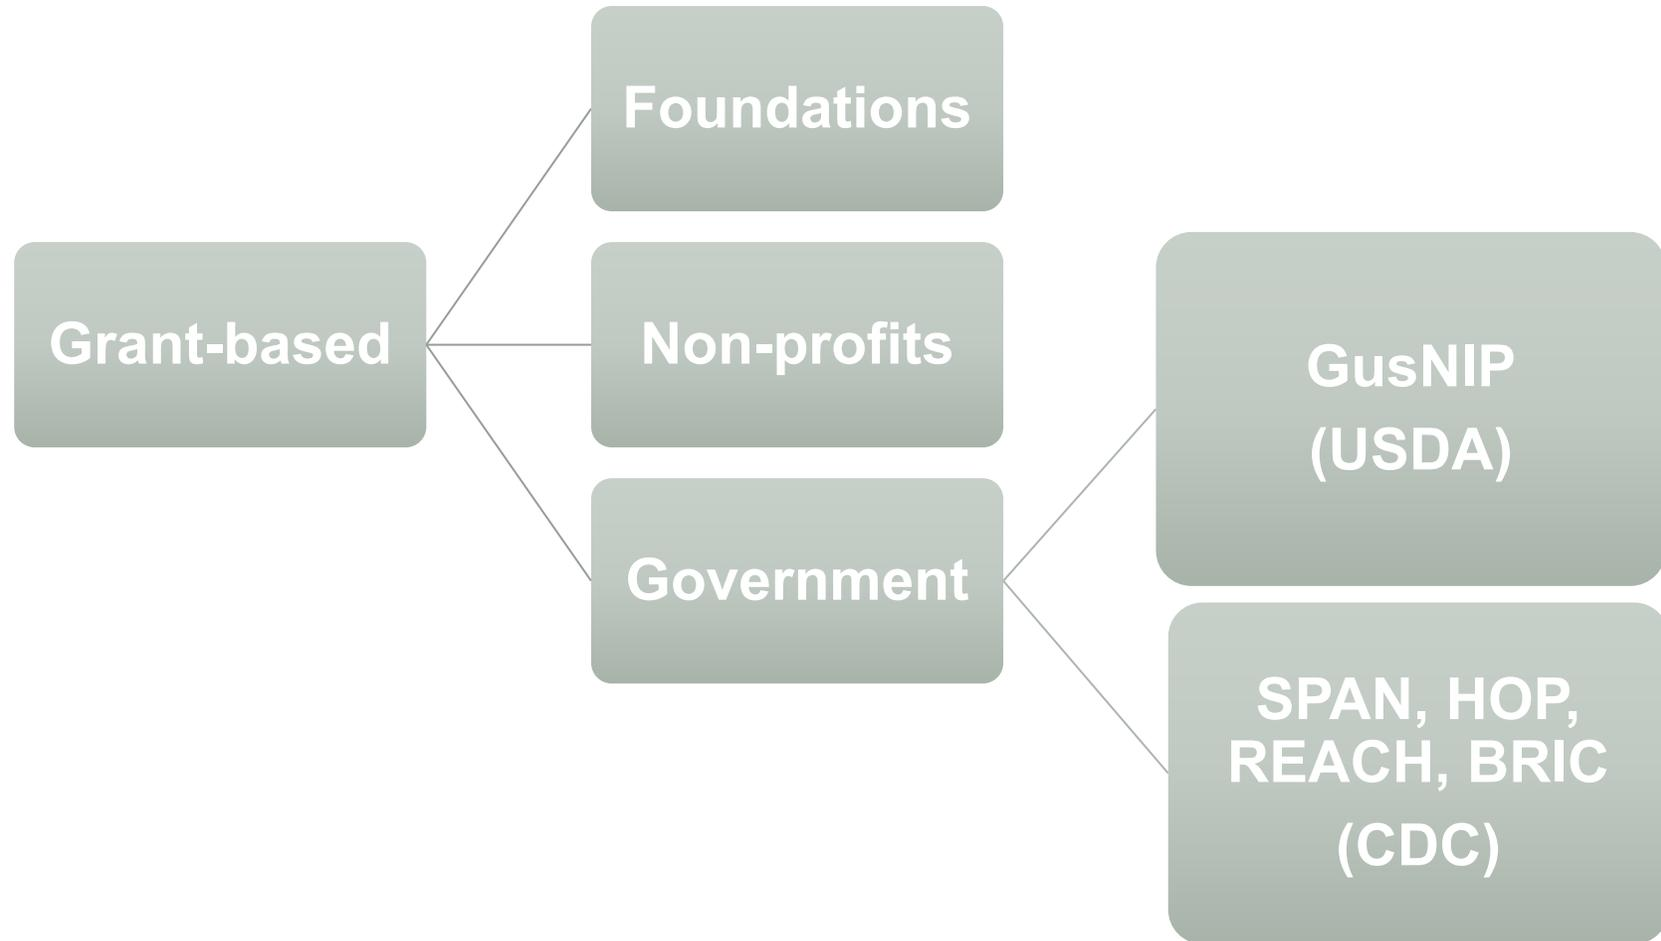 Grant-based
Foundations
Non-profits
Government
GusNIP
(USDA)
SPAN, HOP,
REACH, BRIC
(CDC)